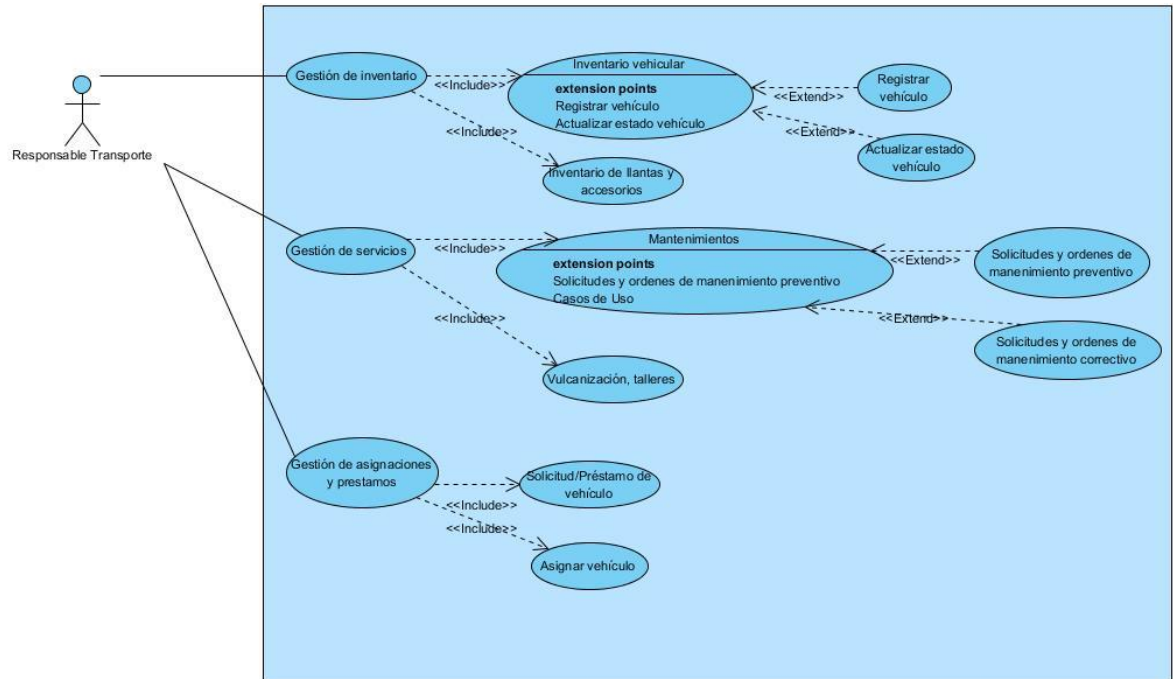 Responsable Transporte
Gestión de inventario
<<Include>>
<<Include>>
Inventario vehicular
extension points
Registrar vehículo
Actualizar estado vehículo
<<Extend>>
Registrar
vehículo
<<Extend>>
Actualizar estado
vehículo
Inventario de llantas y
accesorios
Gestión de servicios
<<Include>>
<<Include>>
Mantenimientos
extension points
Solicitudes y ordenes de manenimiento preventivo
Casos de Uso
<<Extend>>
Solicitudes y ordenes de
manenimiento preventivo
<<Extend>>
Solicitudes y ordenes de
manenimiento correctivo
Vulcanización, talleres
Gestión de asignaciones
y prestamos
<<Include>>
<<Include>>
Solicitud/Préstamo de
vehículo
Asignar vehículo